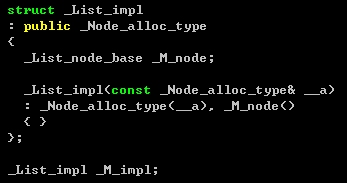 struct _List_impl
: public _Node_alloc_type
{
  _List_node_base _M_node;

  _List_impl(const _Node_alloc_type& __a)
  : _Node_alloc_type(__a), _M_node()
  { }
};

_List_impl _M_impl;